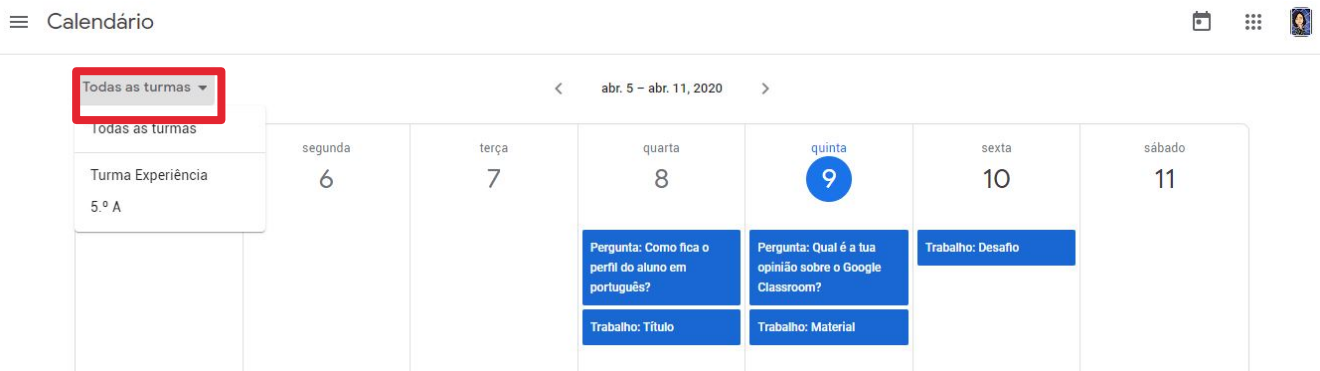 Calendário
Todas as turmas
abr. 5 – abr. 11, 2020
Todas as turmas
Turma Experiência
5.º A
segunda
6
terça
7
quarta
8
quinta
9
sexta
10
sábado
11
Pergunta: Como fica o
perfil do aluno em
português?
Trabalho: Título
Pergunta: Qual é a tua
opinião sobre o Google
Classroom?
Trabalho: Material
Trabalho: Desafio